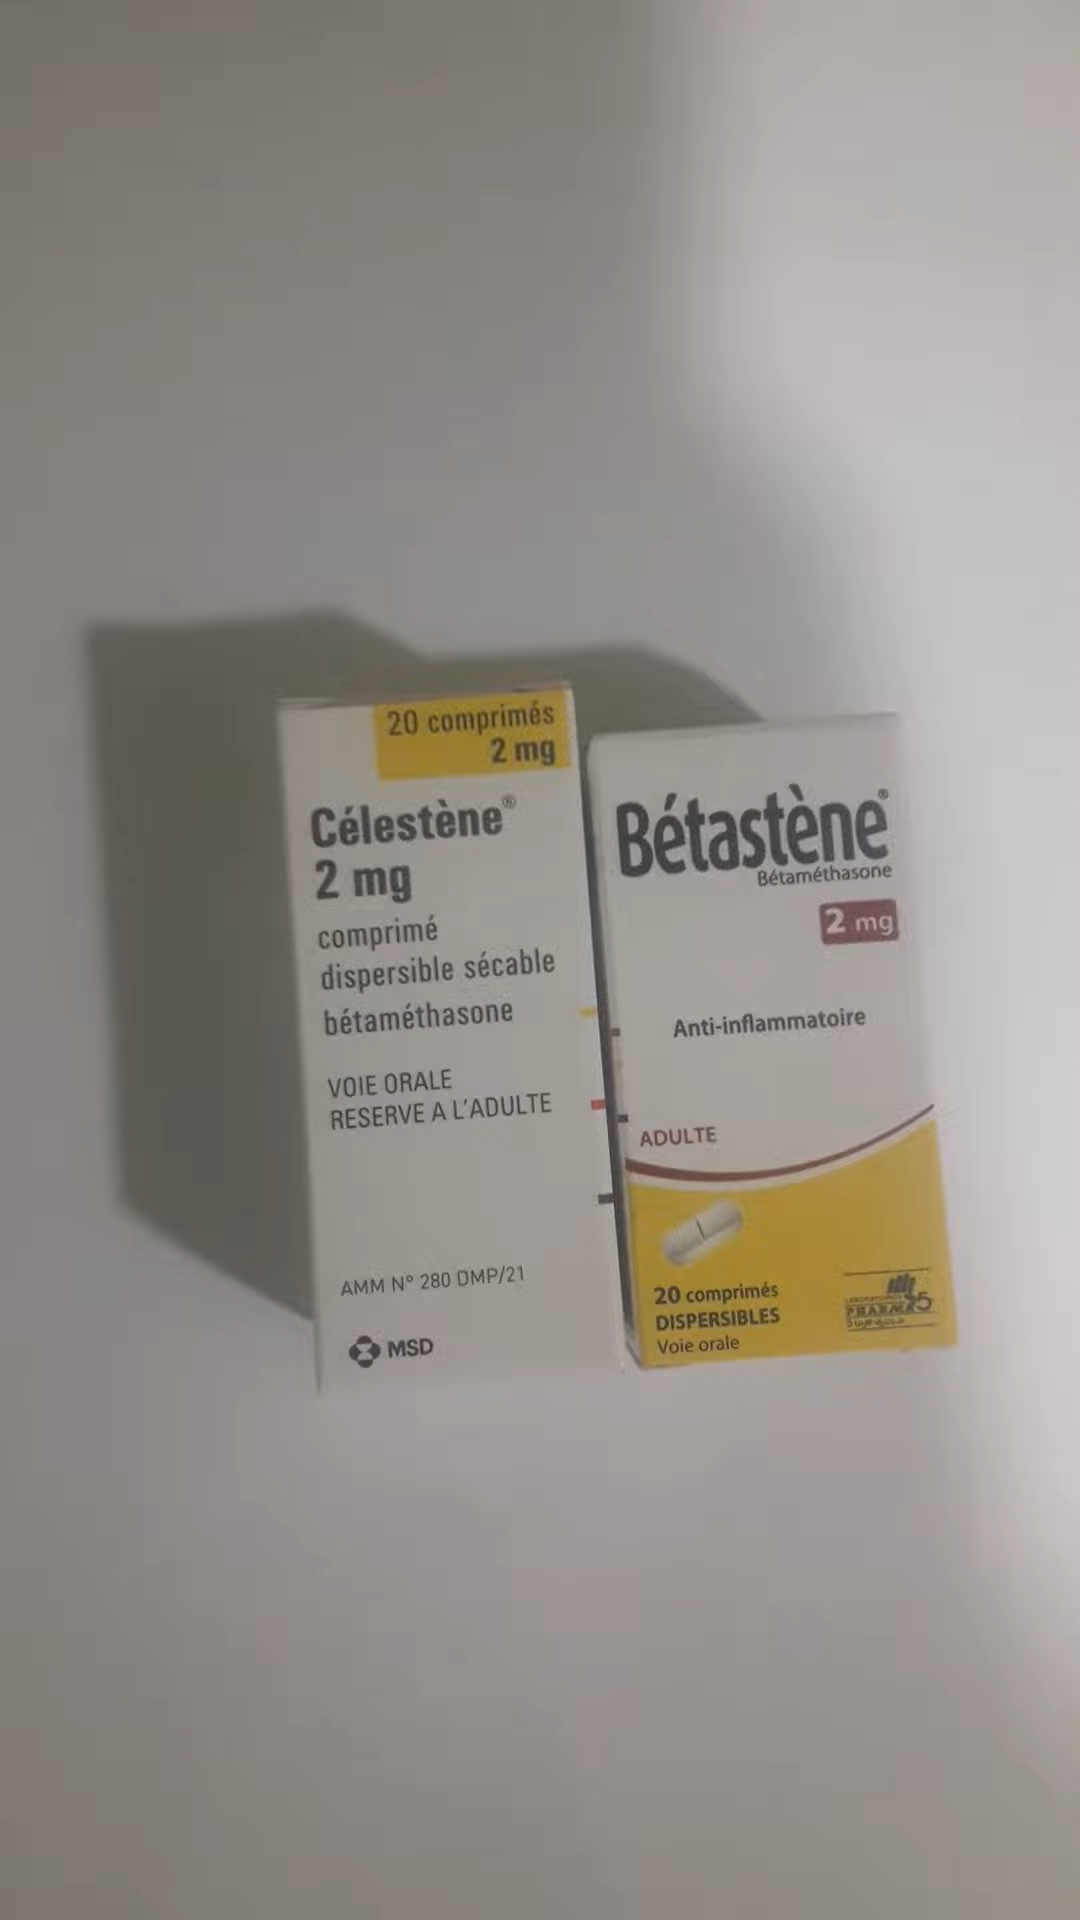 20 comprimés
2 mg
Célestène®
2 mg
comprimé
dispersible sécable
bétaméthasone
VOIE ORALE
RESERVE A L'ADULTE
AMM N° 280 DMP/21
MSD
Bétastène®
Bétaméthasone
2 mg
Anti-inflammatoire
ADULTE
20 comprimés
DISPERSIBLES
Voie orale
PHARMA 5